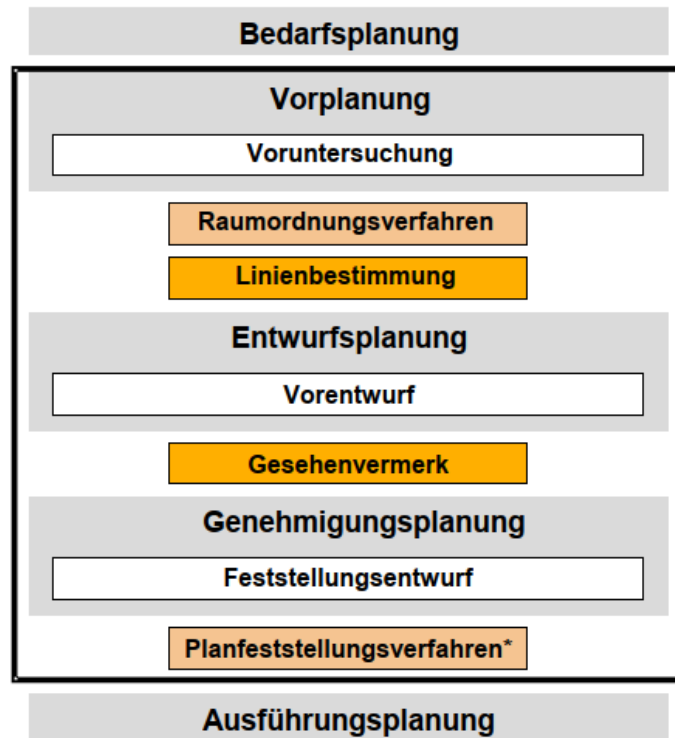 Bedarfsplanung
Vorplanung
Voruntersuchung
Raumordnungsverfahren
Linienbestimmung
Entwurfsplanung
Vorentwurf
Gesehenvermerk
Genehmigungsplanung
Feststellungsentwurf
Planfeststellungsverfahren*
Ausführungsplanung